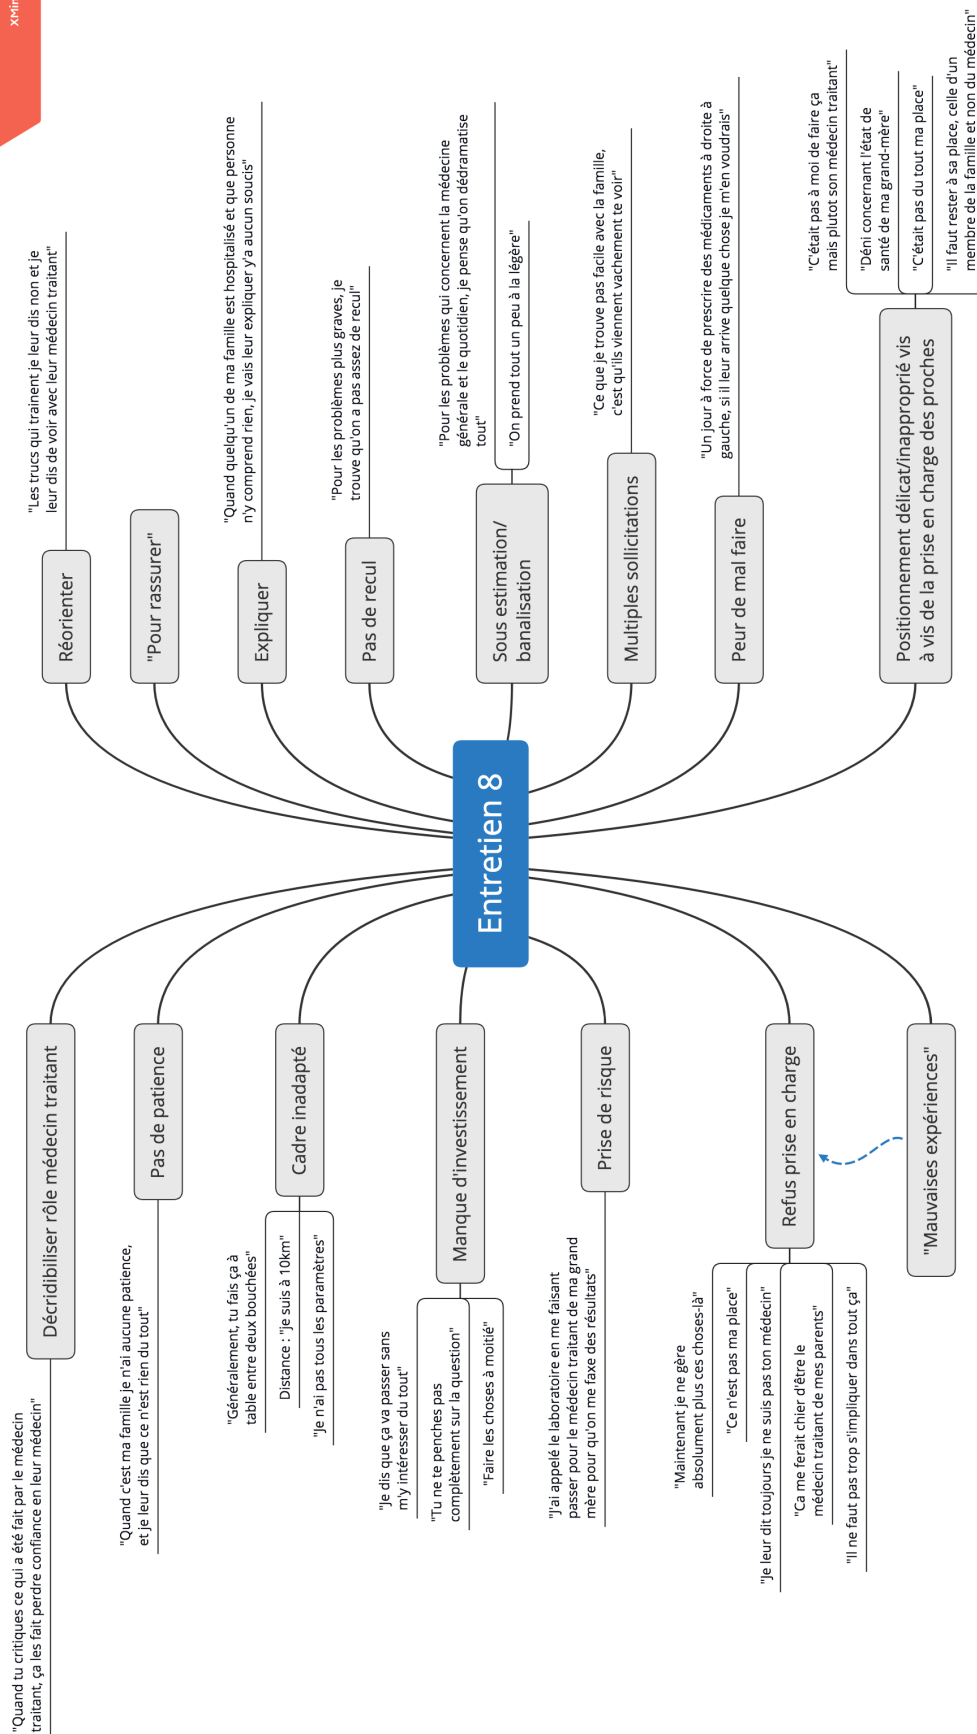 XMin
Entretien 8
Réorienter
"Les trucs qui trainent je leur dis non et je
leur dis de voir avec leur médecin traitant"
"Pour rassurer"
Expliquer
"Quand quelqu'un de ma famille est hospitalisé et que personne
n'y comprend rien, je vais leur expliquer y'a aucun soucis"
Pas de recul
"Pour les problèmes plus graves, je
trouve qu'on a pas assez de recul"
Sous estimation/
banalisation
"Pour les problèmes qui concernent la médecine
générale et le quotidien, je pense qu'on dédramatise
tout"
"On prend tout un peu à la légère"
Multiples sollicitations
"Ce que je trouve pas facile avec la famille,
c'est qu'ils viennent vachement te voir"
Peur de mal faire
"Un jour à force de prescrire des médicaments à droite à
gauche, si il leur arrive quelque chose je m'en voudrais"
Positionnement délicat/inapproprié vis
à vis de la prise en charge des proches
"C'était pas à moi de faire ça
mais plutot son médecin traitant"
"Déni concernant l'état de
santé de ma grand-mère"
"C'était pas du tout ma place"
"Il faut rester à sa place, celle d'un
membre de la famille et non du médecin"
Décridibiliser rôle médecin traitant
"Quand tu critiques ce qui a été fait par le médecin
traitant, ça les fait perdre confiance en leur médecin"
Pas de patience
"Quand c'est ma famille je n'ai aucune patience,
et je leur dis que ce n'est rien du tout"
Cadre inadapté
"Généralement, tu fais ça à
table entre deux bouchées"
Distance : "je suis à 10km"
"Je n'ai pas tous les paramètres"
Manque d'investissement
"Je dis que ça va passer sans
m'y intéresser du tout"
"Tu ne te penches pas
complètement sur la question"
"Faire les choses à moitié"
Prise de risque
"J'ai appelé le laboratoire en me faisant
passer pour le médecin traitant de ma grand
mère pour qu'on me faxe des résultats"
Refus prise en charge
"Maintenant je ne gère
absolument plus ces choses-là"
"Ce n'est pas ma place"
"Je leur dit toujours je ne suis pas ton médecin"
"Ca me ferait chier d'être le
médecin traitant de mes parents"
"Il ne faut pas trop s'impliquer dans tout ça"
"Mauvaises expériences"